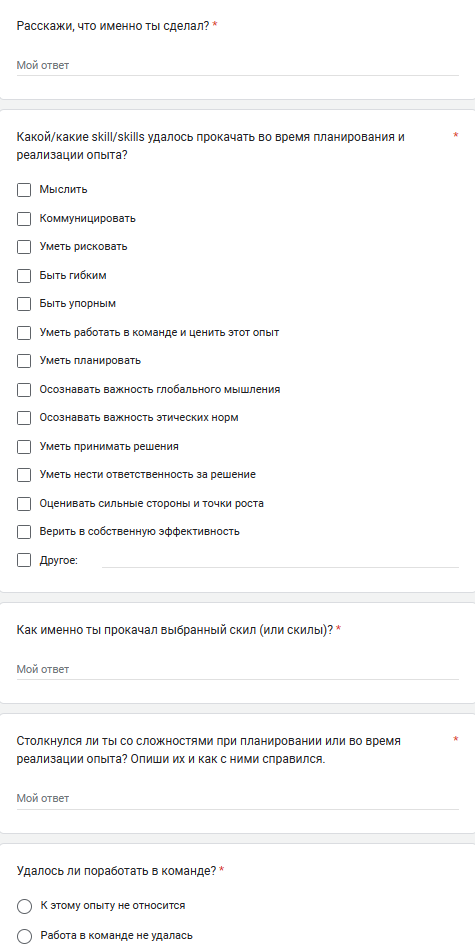 Расскажи, что именно ты сделал? *
Мой ответ
Какой/какие skill/skills удалось прокачать во время планирования и *
реализации опыта?
Мыслить
Коммуницировать
Уметь рисковать
Быть гибким
Быть упорным
Уметь работать в команде и ценить этот опыт
Уметь планировать
Осознавать важность глобального мышления
Осознавать важность этических норм
Уметь принимать решения
Уметь нести ответственность за решение
Оценивать сильные стороны и точки роста
Верить в собственную эффективность
Другое:
Как именно ты прокачал выбранный скил (или скилы)? *
Мой ответ
Столкнулся ли ты со сложностями при планировании или во время *
реализации опыта? Опиши их и как с ними справился.
Мой ответ
Удалось ли поработать в команде? *
К этому опыту не относится
Работа в команде не удалась